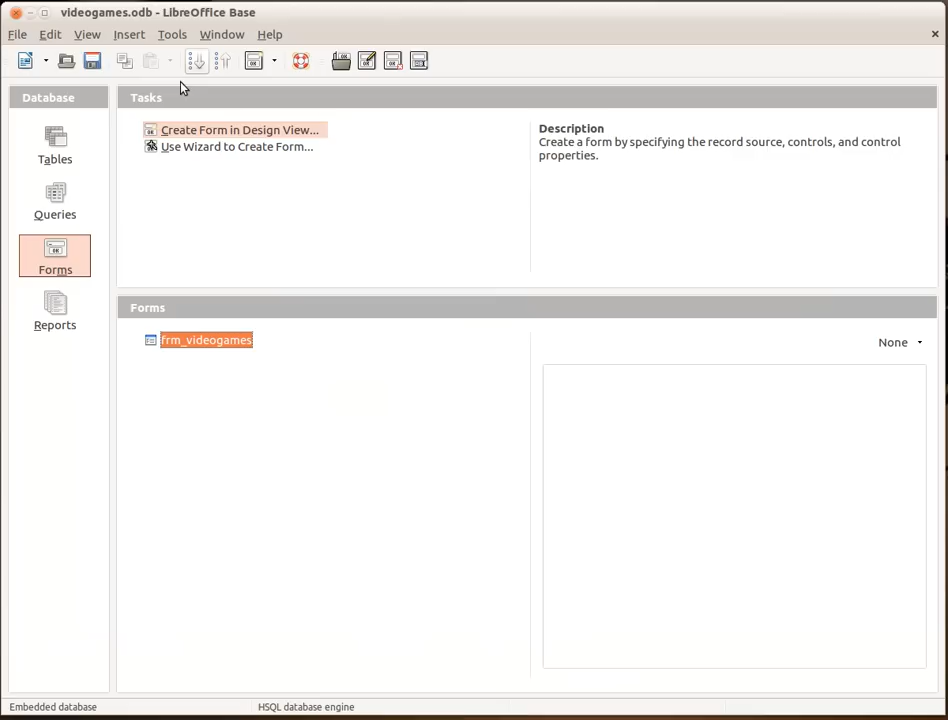 videogames.odb - LibreOffice Base
File Edit View Insert Tools Window Help
Database
Tasks
Tables
Queries
Forms
Reports
Create Form in Design View...
Use Wizard to Create Form...
Description
Create a form by specifying the record source, controls, and control
properties.
Forms
frm_videogames
None
Embedded database
HSQL database engine